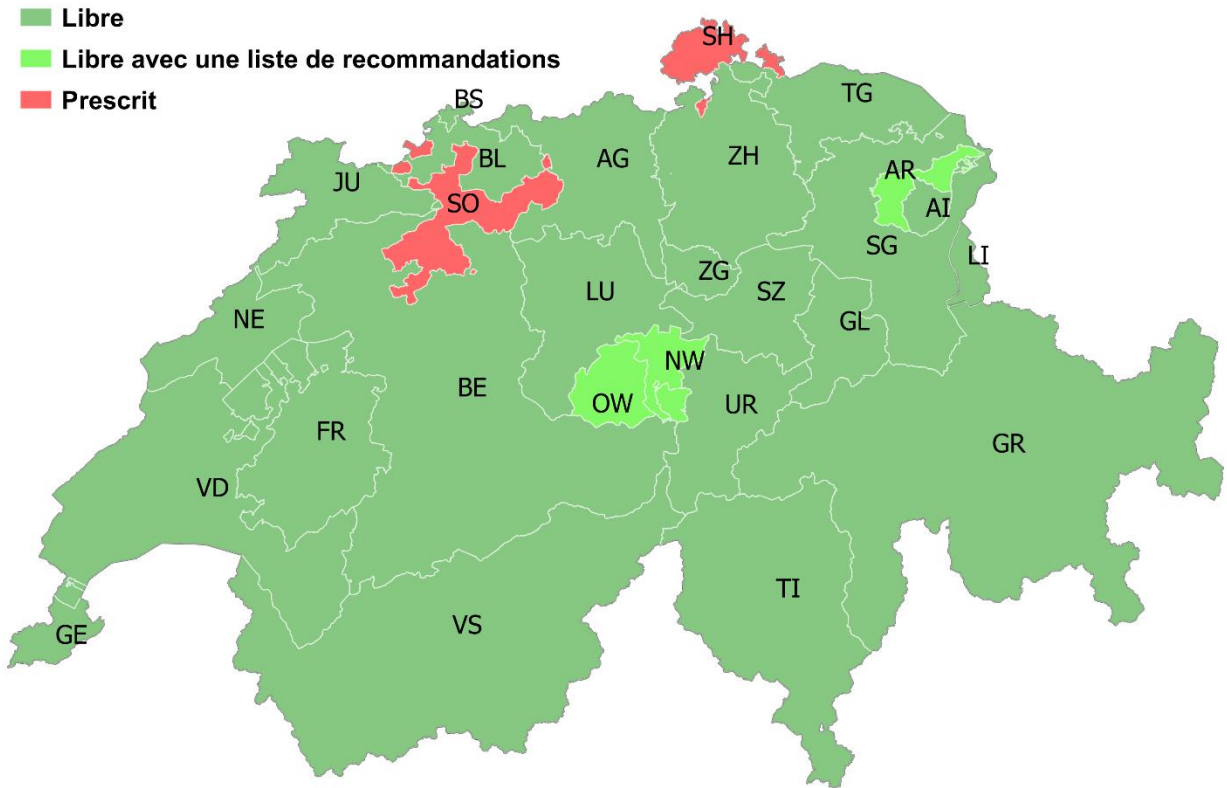 Libre
Libre avec une liste de recommandations
Prescrit
SH
BS
TG
BL
AG
ZH
JU
AR
SO
AI
SG
LI
ZG
LU
SZ
NE
GL
NW
BE
OW
UR
FR
GR
VD
TI
VS
GE